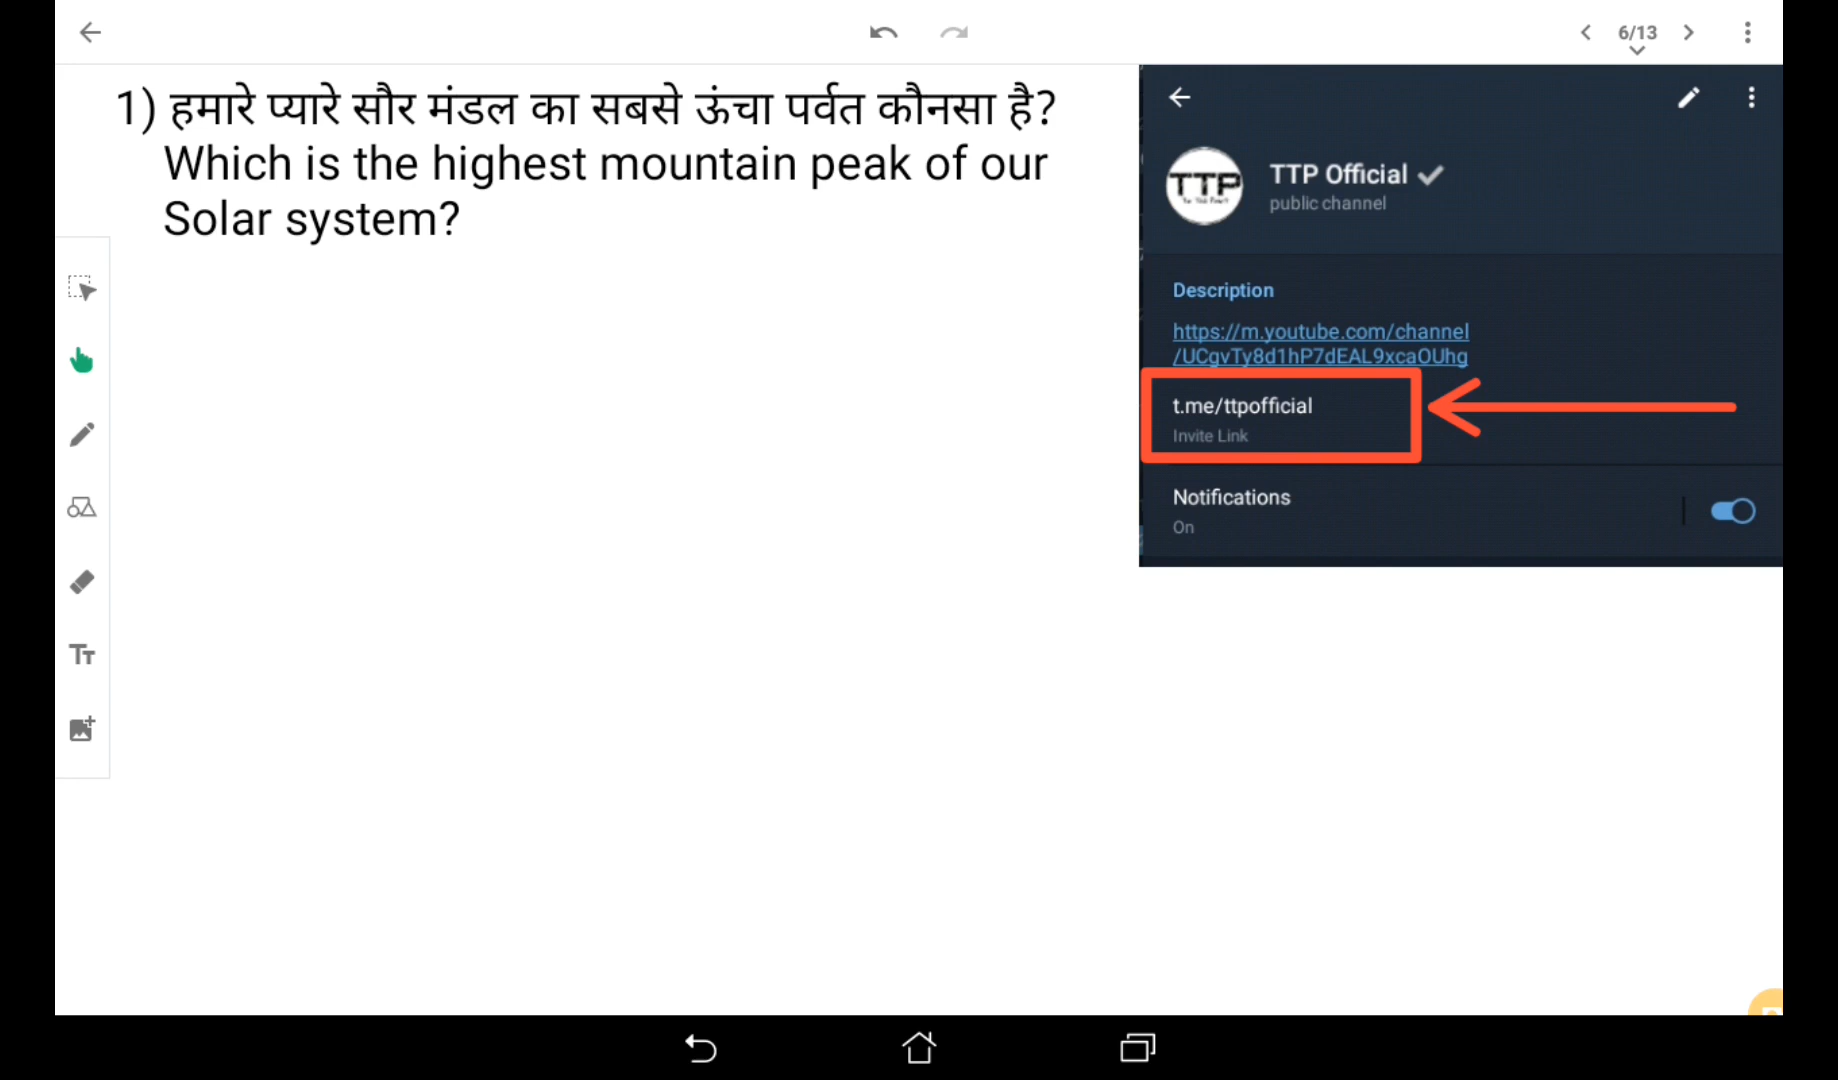 6/13
1) हमारे प्यारे सौर मंडल का सबसे ऊंचा पर्वत कौनसा है?
Which is the highest mountain peak of our
Solar system?
TTP
TTP Official
public channel
Description
https://m.youtube.com/channel
/UCgvTy8d1hP7dEAL9xcaOUhg
t.me/ttpofficial
Invite Link
Notifications
On
TT